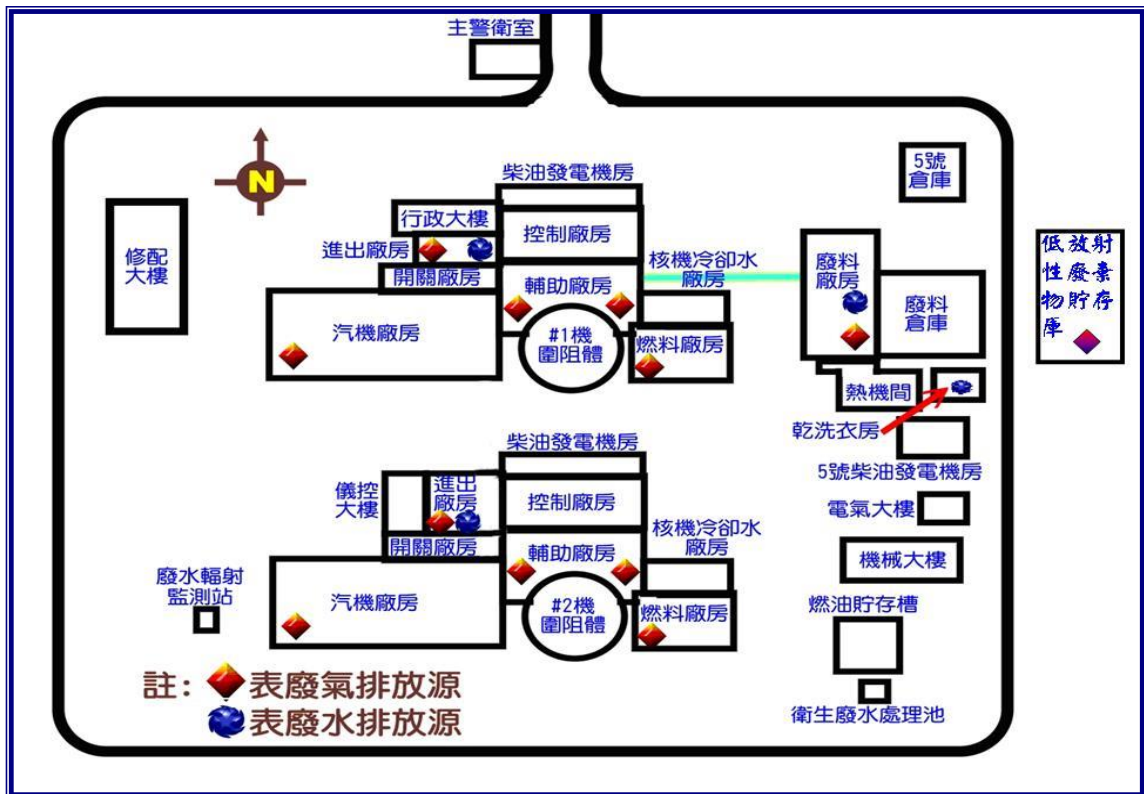 主警衛室
N
5號
倉庫
柴油發電機房
行政大樓
控制廠房
進出廠房
開關廠房
輔助廠房
核機冷卻水
廠房
修配
大樓
廢料
廠房
廢料
倉庫
低放射
性廢棄
物貯存
庫
汽機廠房
#1機
圍阻體
燃料廠房
熱機間
乾洗衣房
5號柴油發電機房
柴油發電機房
儀控
大樓
進出
廠房
控制廠房
電氣大樓
開關廠房
輔助廠房
核機冷卻水
廠房
機械大樓
廢水輻射
監測站
汽機廠房
#2機
圍阻體
燃料廠房
燃油貯存槽
註:表廢氣排放源
表廢水排放源
衛生廢水處理池